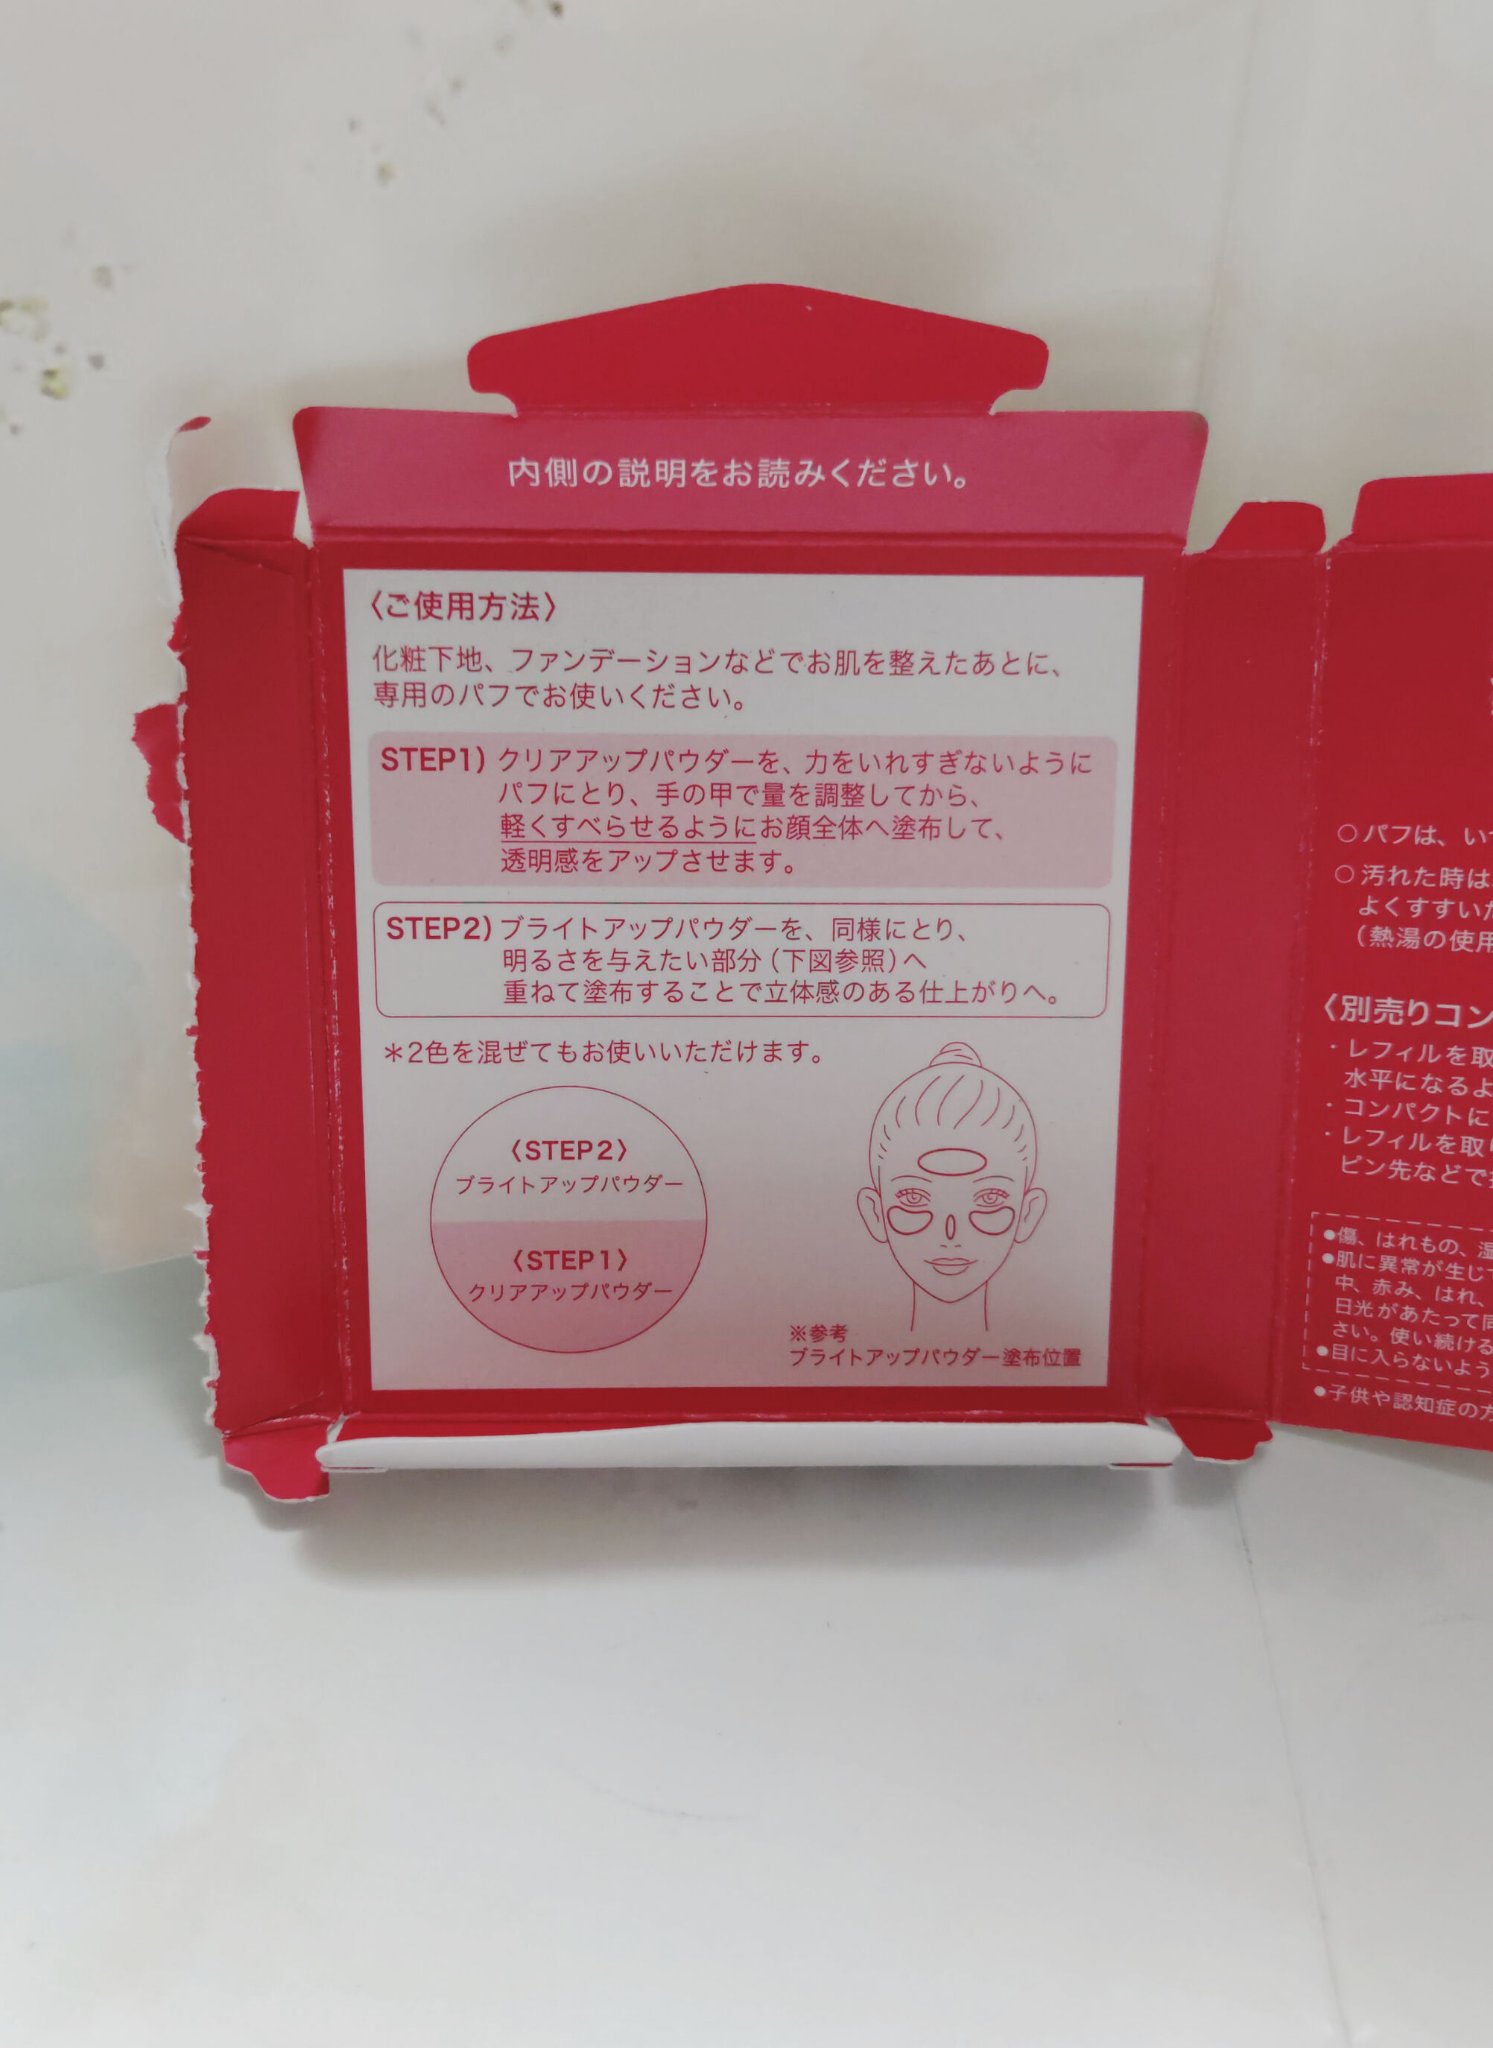 内側の説明をお読みください。
〈ご使用方法〉
化粧下地、ファンデーションなどでお肌を整えたあとに、
専用のパフでお使いください。
STEP1) クリアアップパウダーを、力をいれすぎないように
パフにとり、手の甲で量を調整してから、
軽くすべらせるようにお顔全体へ塗布して、
透明感をアップさせます。
STEP2) ブライトアップパウダーを、同様にとり、
明るさを与えたい部分（下図参照）へ
重ねて塗布することで立体感のある仕上がりへ。
＊2色を混ぜてもお使いいただけます。
〈STEP2〉
ブライトアップパウダー
〈STEP1〉
クリアアップパウダー
※参考
ブライトアップパウダー塗布位置
○パフは、い
○汚れた時は
よくすすいた
（熱湯の使用
〈別売りコン
・レフィルを取
水平になるよ
・コンパクトに
・レフィルを取
ピン先などで
●傷、はれもの、湿
●肌に異常が生じ
中、赤み、はれ、
日光があたって同
さい。使い続ける
●目に入らないよう
●子供や認知症の方